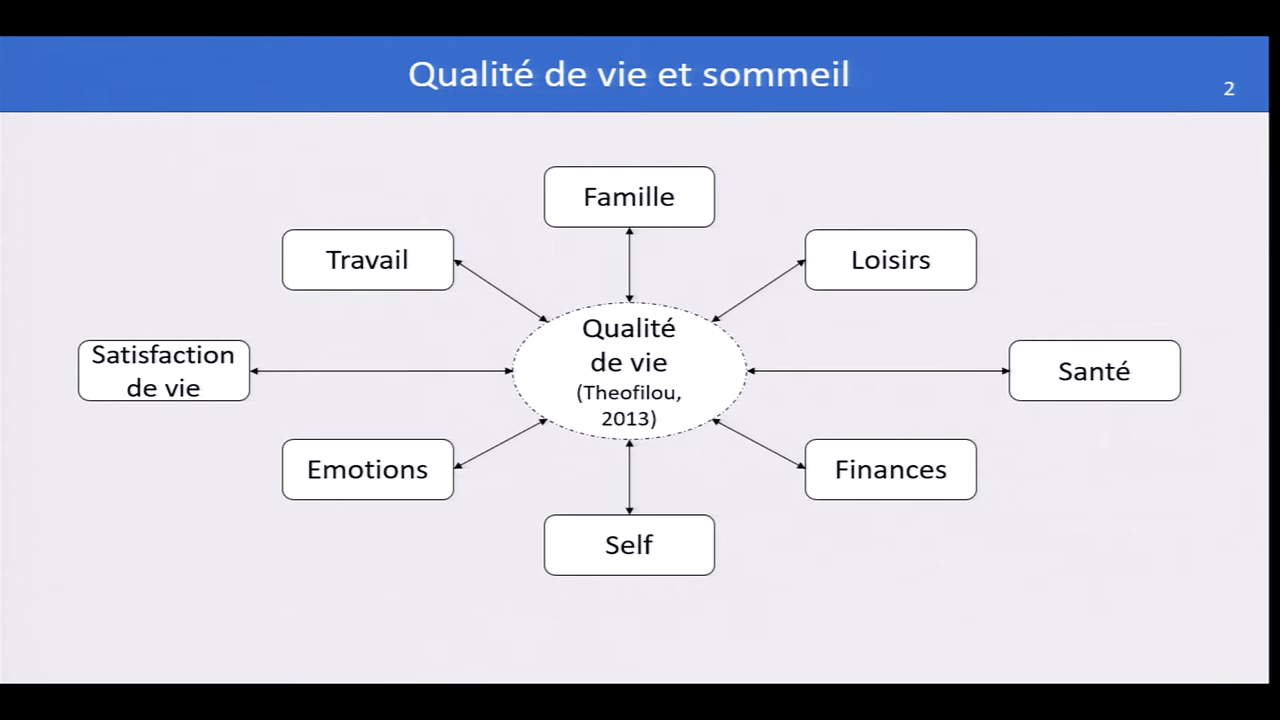 Qualité de vie et sommeil
2
Famille
Travail
Loisirs
Qualité
de vie
(Theofilou,
2013)
Satisfaction
de vie
Santé
Emotions
Finances
Self